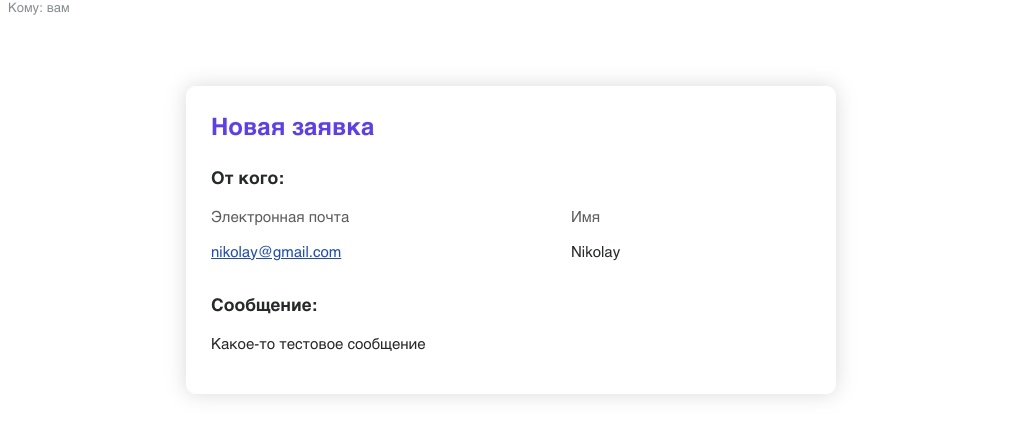 Кому: вам
Новая заявка
От кого:
Электронная почта Имя
nikolay@gmail.com Nikolay
Сообщение:
Какое-то тестовое сообщение